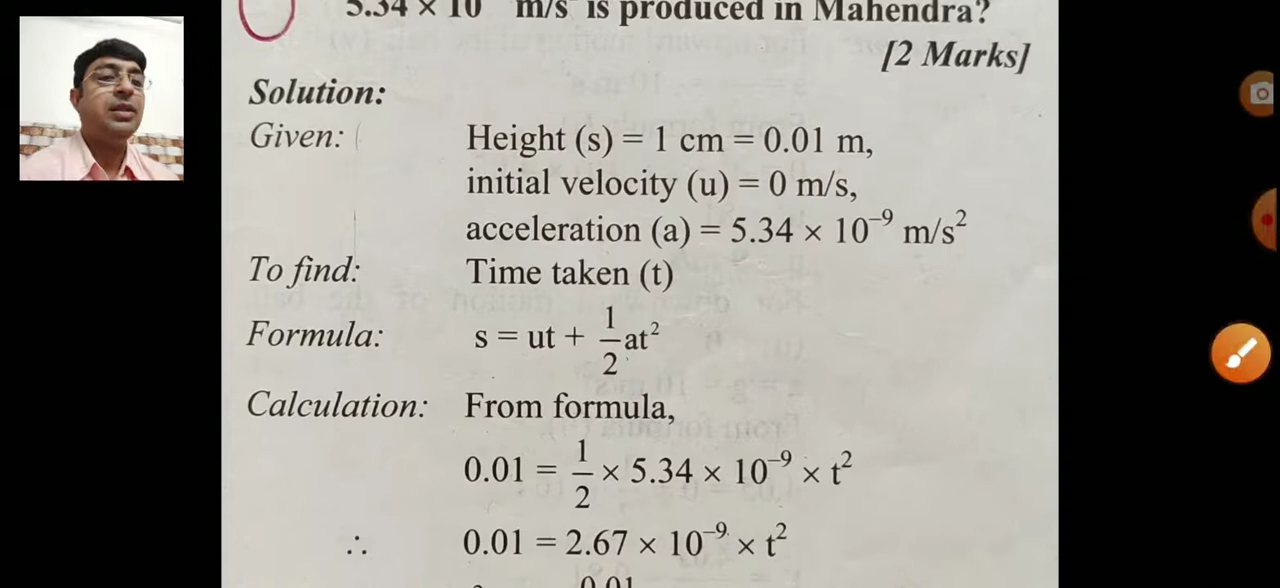 5.34 × 10 m/s is produced in Mahendra?
[2 Marks]
Solution:
Given: Height (s) = 1 cm = 0.01 m,
initial velocity (u) = 0 m/s,
acceleration (a) = 5.34 × 10⁻⁹ m/s²
To find: Time taken (t)
Formula: s = ut + 1/2 at²
Calculation: From formula,
0.01 = 1/2 × 5.34 × 10⁻⁹ × t²
∴ 0.01 = 2.67 × 10⁻⁹ × t²
0.01